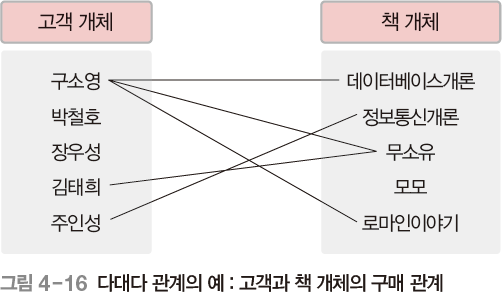 고객 개체
책 개체
구소영
데이터베이스개론
박철호
정보통신개론
장우성
무소유
김태희
모모
주인성
로마인이야기
그림 4-16 다대다 관계의 예 : 고객과 책 개체의 구매 관계